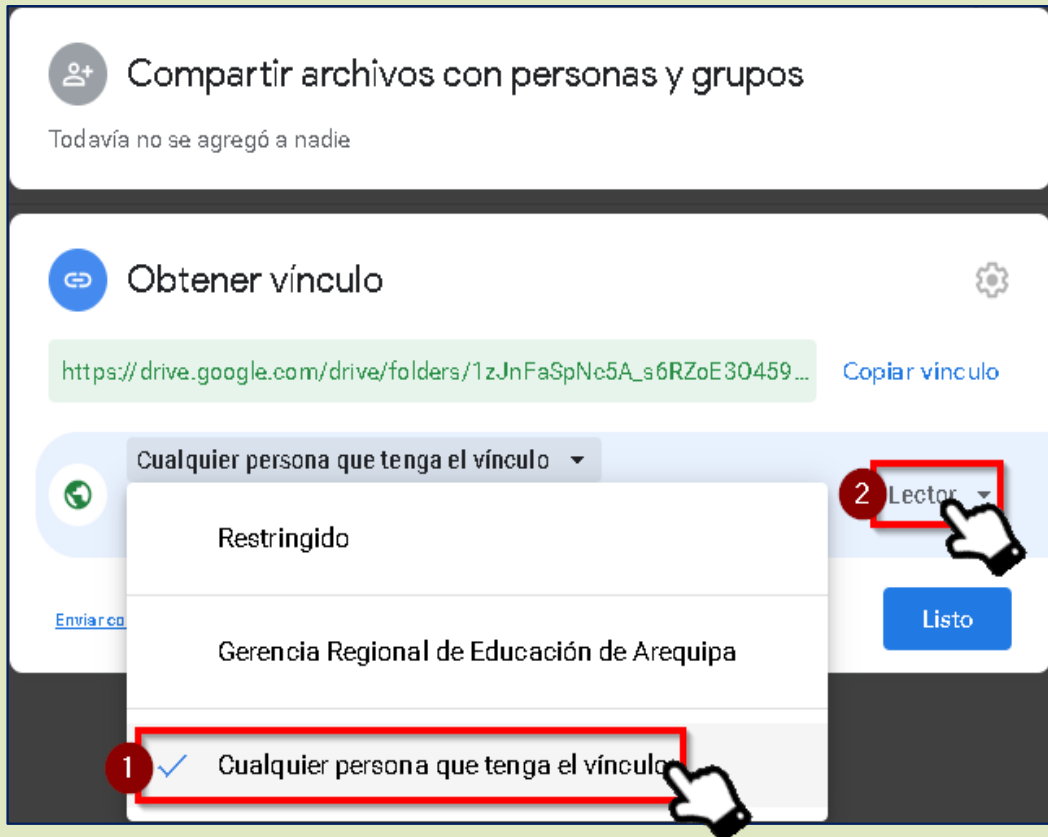 Compartir archivos con personas y grupos
Todavía no se agregó a nadie
Obtener vínculo
https://drive.google.com/drive/folders/1zJnFaSpNc5A_s6RZoE3O459... Copiar vínculo
Cualquier persona que tenga el vínculo
2 Lector
Restringido
Enviar co
Listo
Gerencia Regional de Educación de Arequipa
1 Cualquier persona que tenga el vínculo